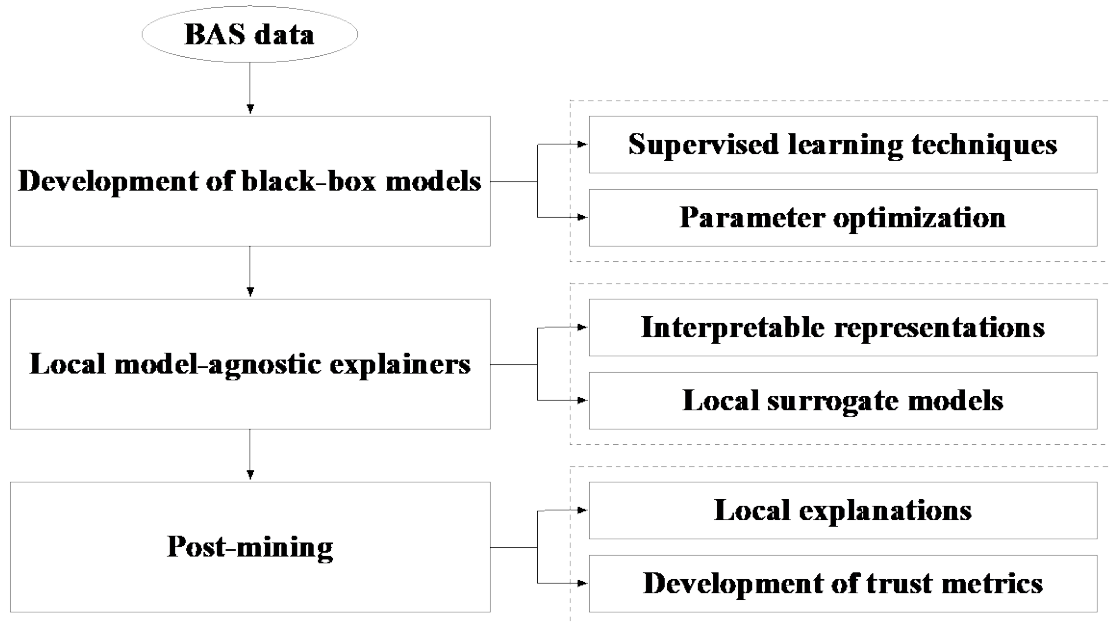 BAS data
Development of black-box models
Supervised learning techniques
Parameter optimization
Local model-agnostic explainers
Interpretable representations
Local surrogate models
Post-mining
Local explanations
Development of trust metrics